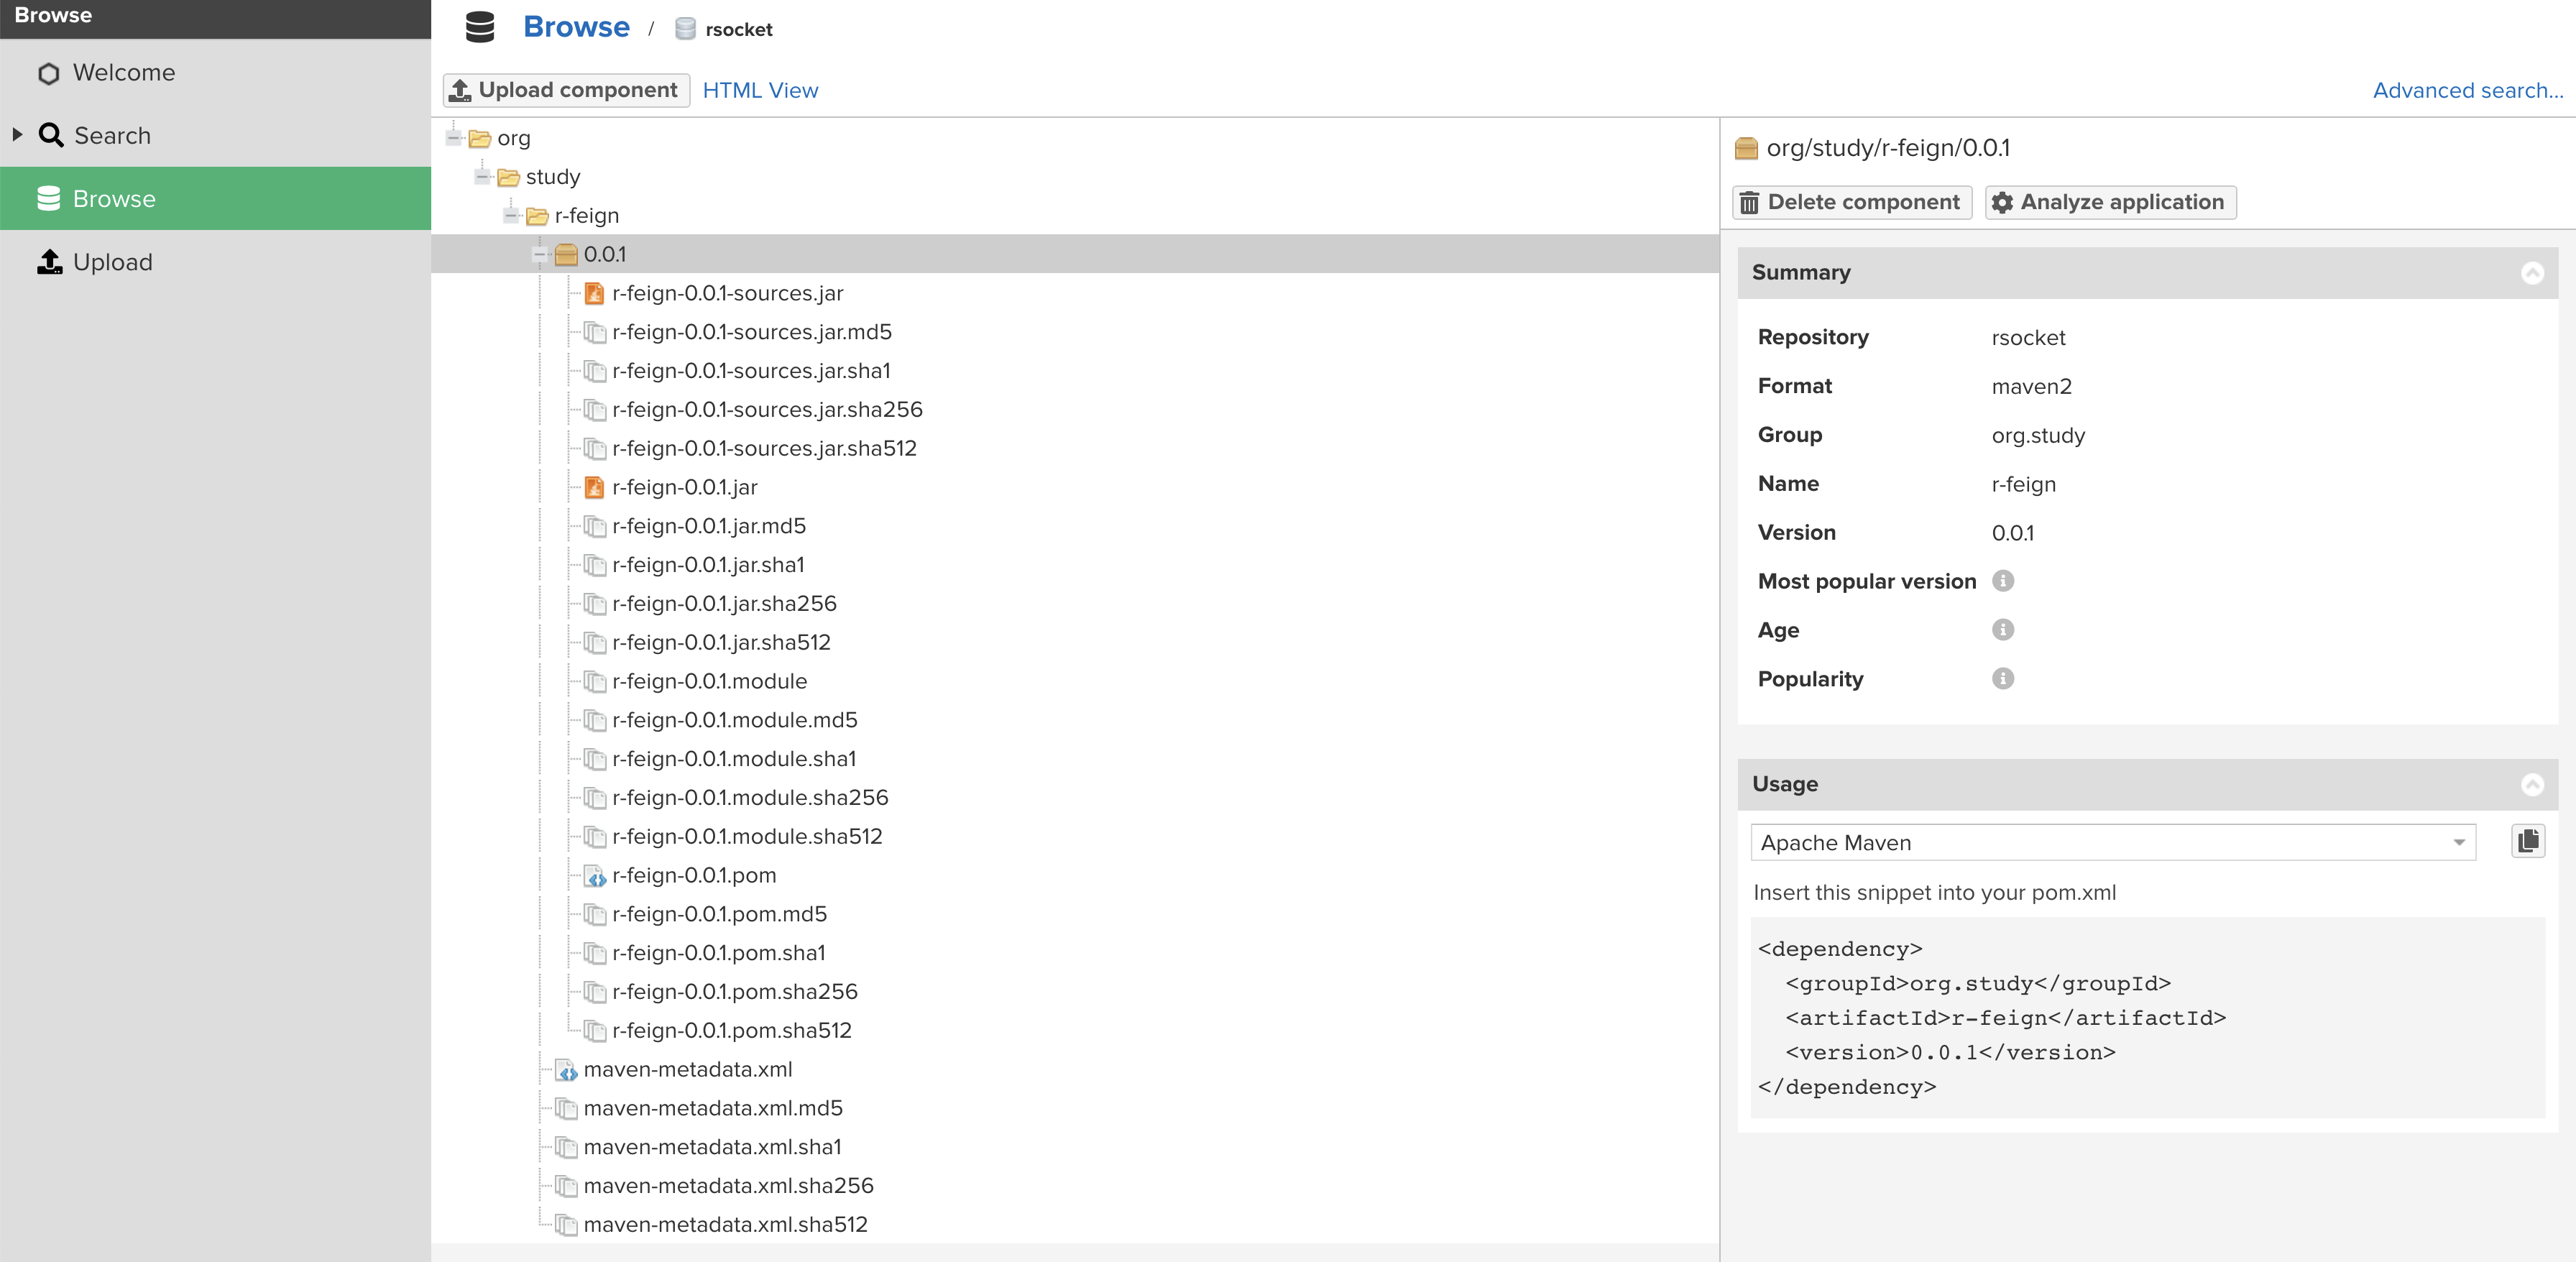 Browse
Welcome
Search
Browse
Upload
Browse / rsocket
Upload component HTML View Advanced search...
org
study
r-feign
0.0.1
r-feign-0.0.1-sources.jar
r-feign-0.0.1-sources.jar.md5
r-feign-0.0.1-sources.jar.sha1
r-feign-0.0.1-sources.jar.sha256
r-feign-0.0.1-sources.jar.sha512
r-feign-0.0.1.jar
r-feign-0.0.1.jar.md5
r-feign-0.0.1.jar.sha1
r-feign-0.0.1.jar.sha256
r-feign-0.0.1.jar.sha512
r-feign-0.0.1.module
r-feign-0.0.1.module.md5
r-feign-0.0.1.module.sha1
r-feign-0.0.1.module.sha256
r-feign-0.0.1.module.sha512
r-feign-0.0.1.pom
r-feign-0.0.1.pom.md5
r-feign-0.0.1.pom.sha1
r-feign-0.0.1.pom.sha256
r-feign-0.0.1.pom.sha512
maven-metadata.xml
maven-metadata.xml.md5
maven-metadata.xml.sha1
maven-metadata.xml.sha256
maven-metadata.xml.sha512
org/study/r-feign/0.0.1
Delete component Analyze application
Summary
Repository rsocket
Format maven2
Group org.study
Name r-feign
Version 0.0.1
Most popular version
Age
Popularity
Usage
Apache Maven
Insert this snippet into your pom.xml
<dependency>
  <groupId>org.study</groupId>
  <artifactId>r-feign</artifactId>
  <version>0.0.1</version>
</dependency>